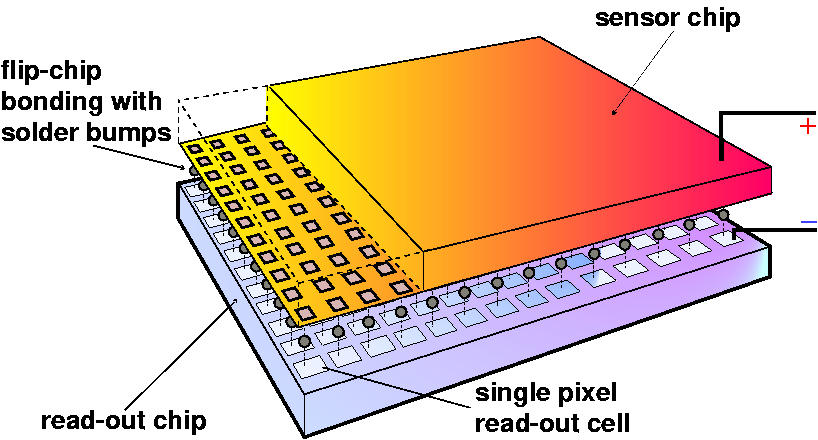 sensor chip
flip-chip
bonding with
solder bumps
+
−
read-out chip
single pixel
read-out cell